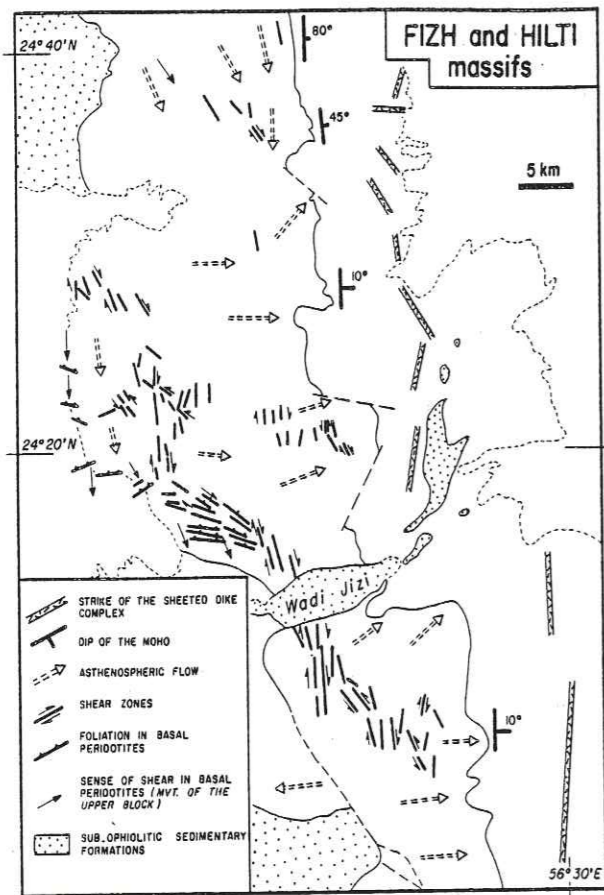 FIZH and HILTI
massifs
24° 40' N
80°
45°
5 km
10°
24° 20' N
Wadi Jizi
10°
STRIKE OF THE SHEETED DIKE
COMPLEX
DIP OF THE MOHO
ASTHENOSPHERIC FLOW
SHEAR ZONES
FOLIATION IN BASAL
PERIDOTITES
SENSE OF SHEAR IN BASAL
PERIDOTITES (MVT. OF THE
UPPER BLOCK)
SUB.OPHIOLITIC SEDIMENTARY
FORMATIONS
56° 30'E